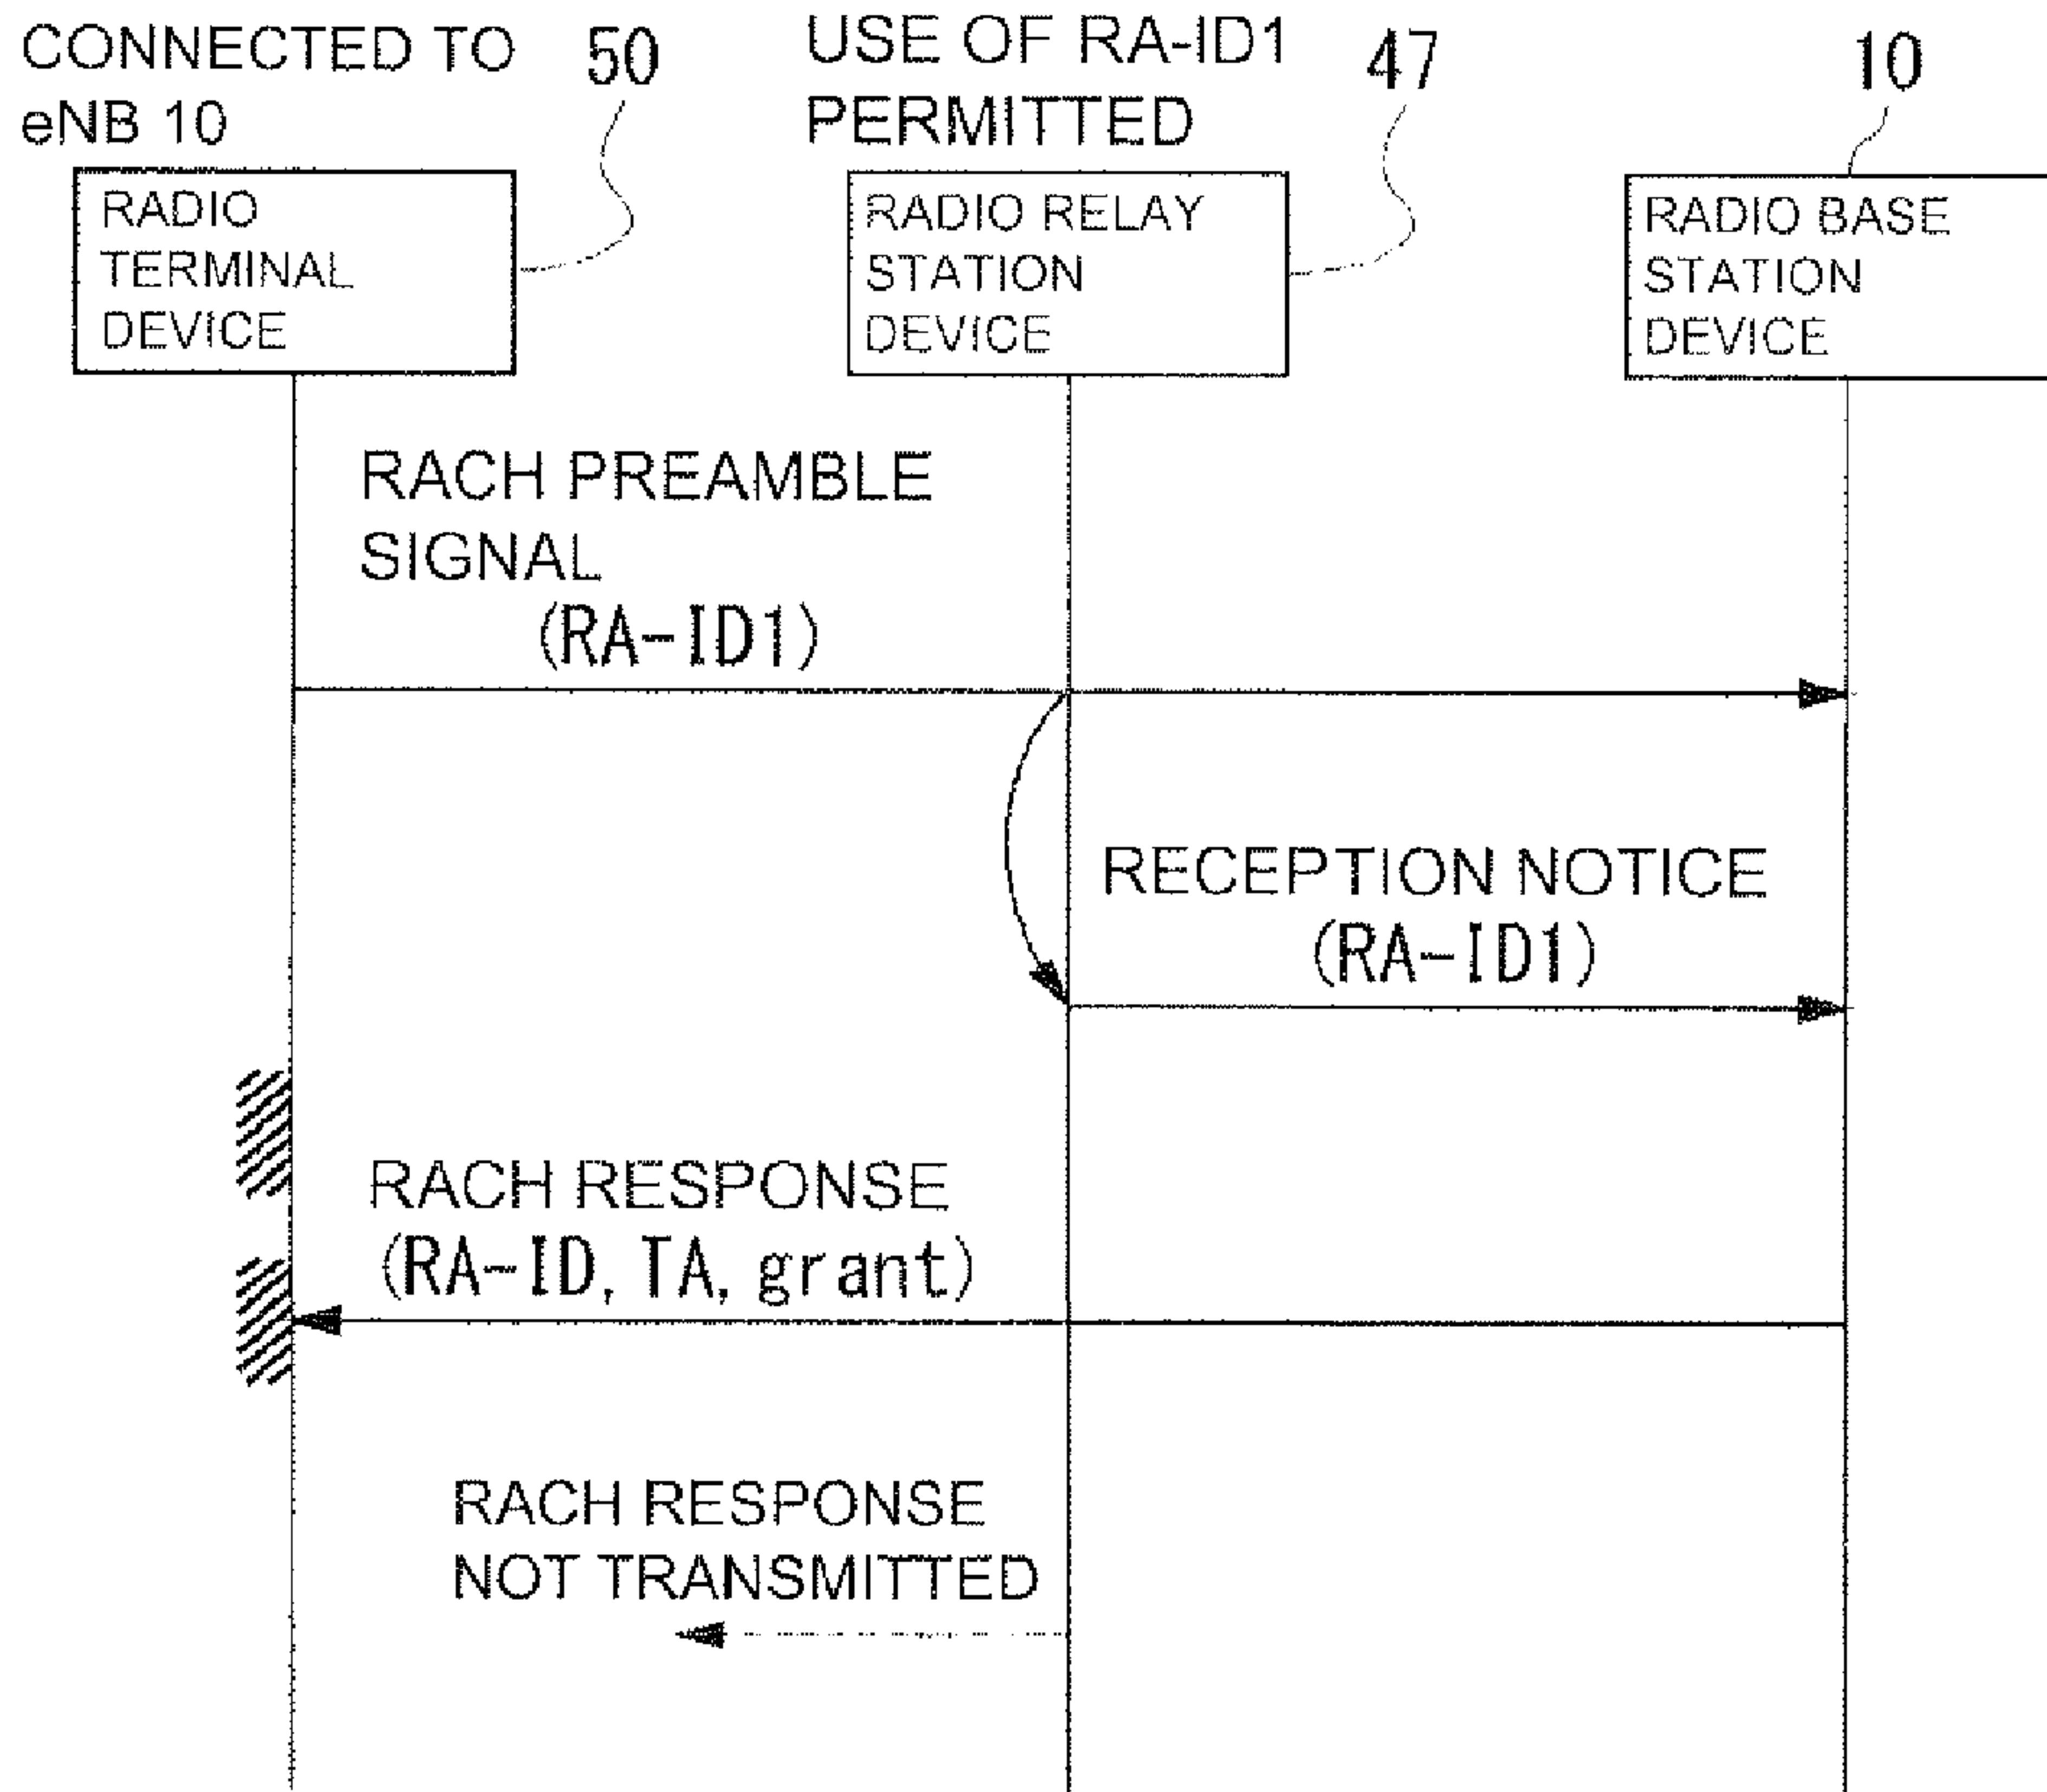 CONNECTED TO
eNB 10
50
USE OF RA-ID1
PERMITTED
47
10
RADIO
TERMINAL
DEVICE
RADIO RELAY
STATION
DEVICE
RADIO BASE
STATION
DEVICE
RACH PREAMBLE
SIGNAL
(RA-ID1)
RECEPTION NOTICE
(RA-ID1)
RACH RESPONSE
(RA-ID, TA, grant)
RACH RESPONSE
NOT TRANSMITTED